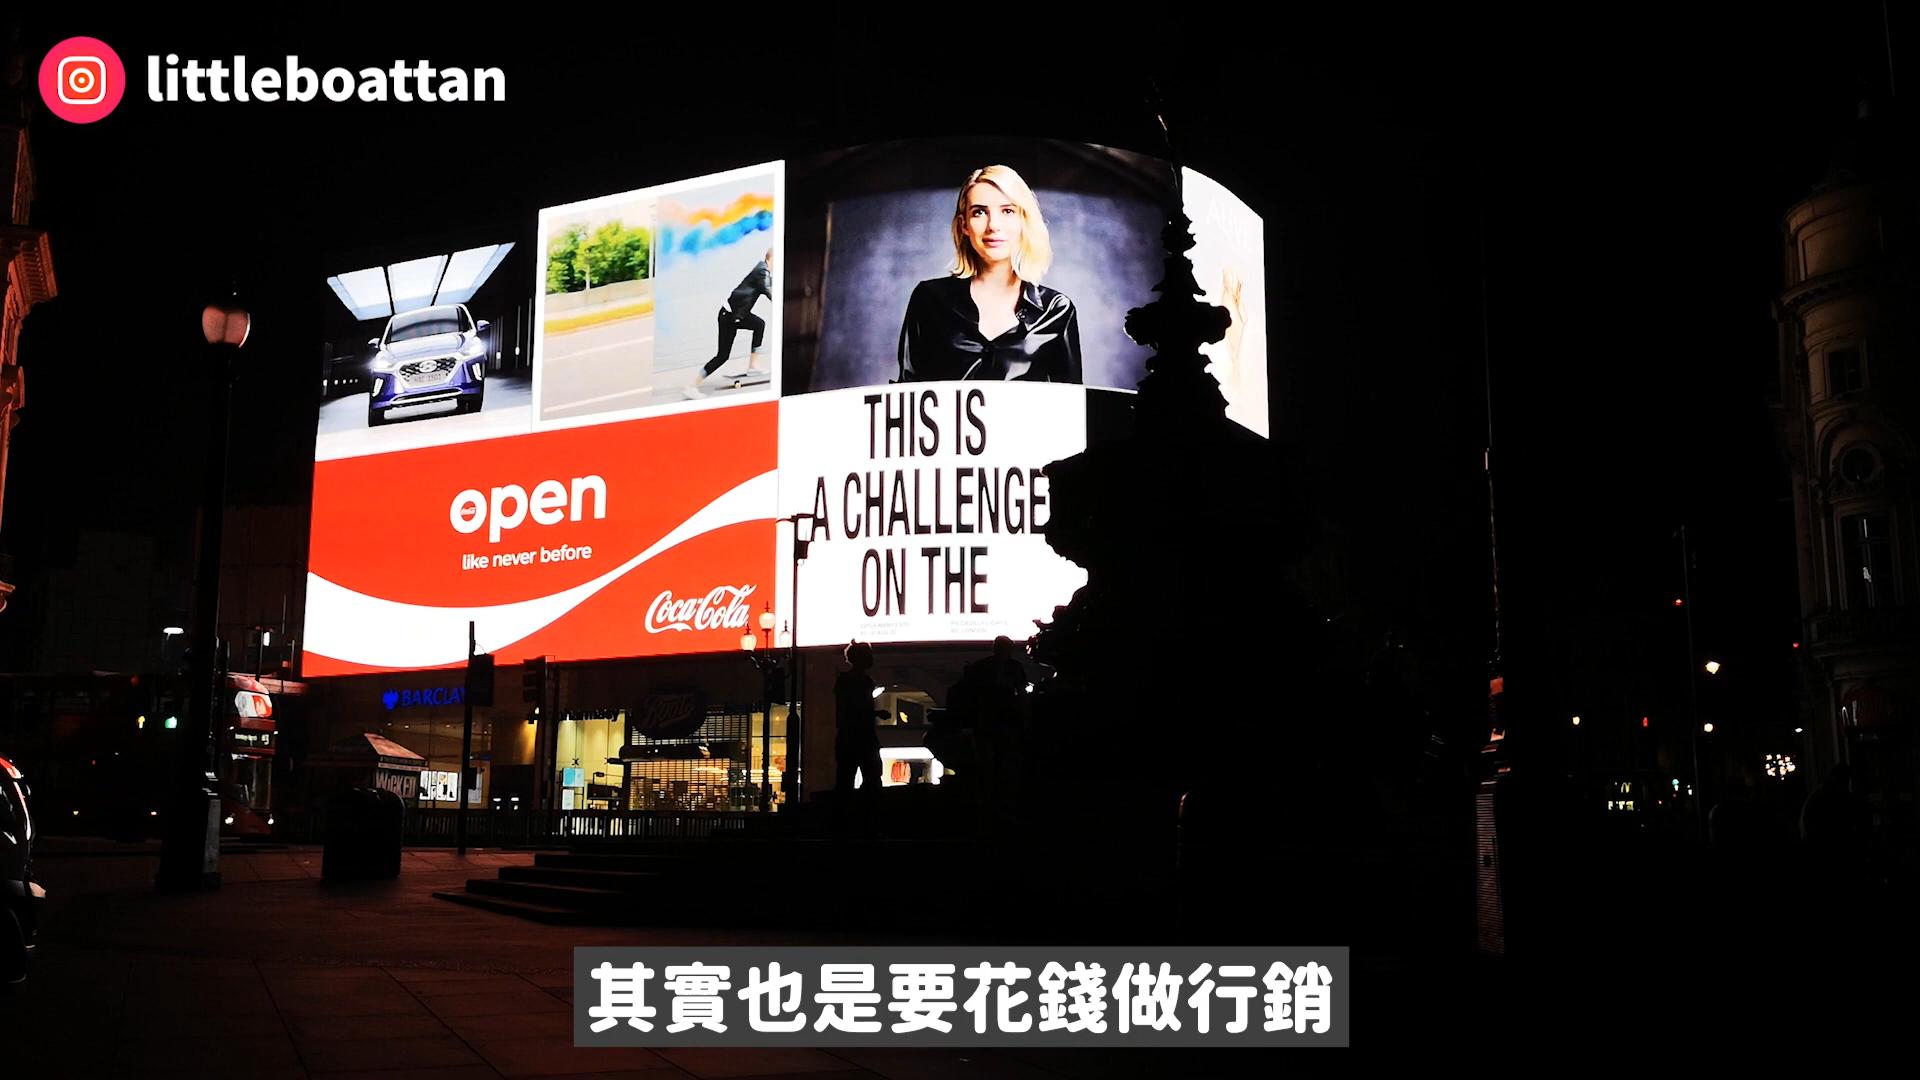 littleboattan
open
like never before
Coca-Cola
THIS IS
A CHALLENGE
ON THE
BARCLAY
Boots
WICKED
其實也是要花錢做行銷